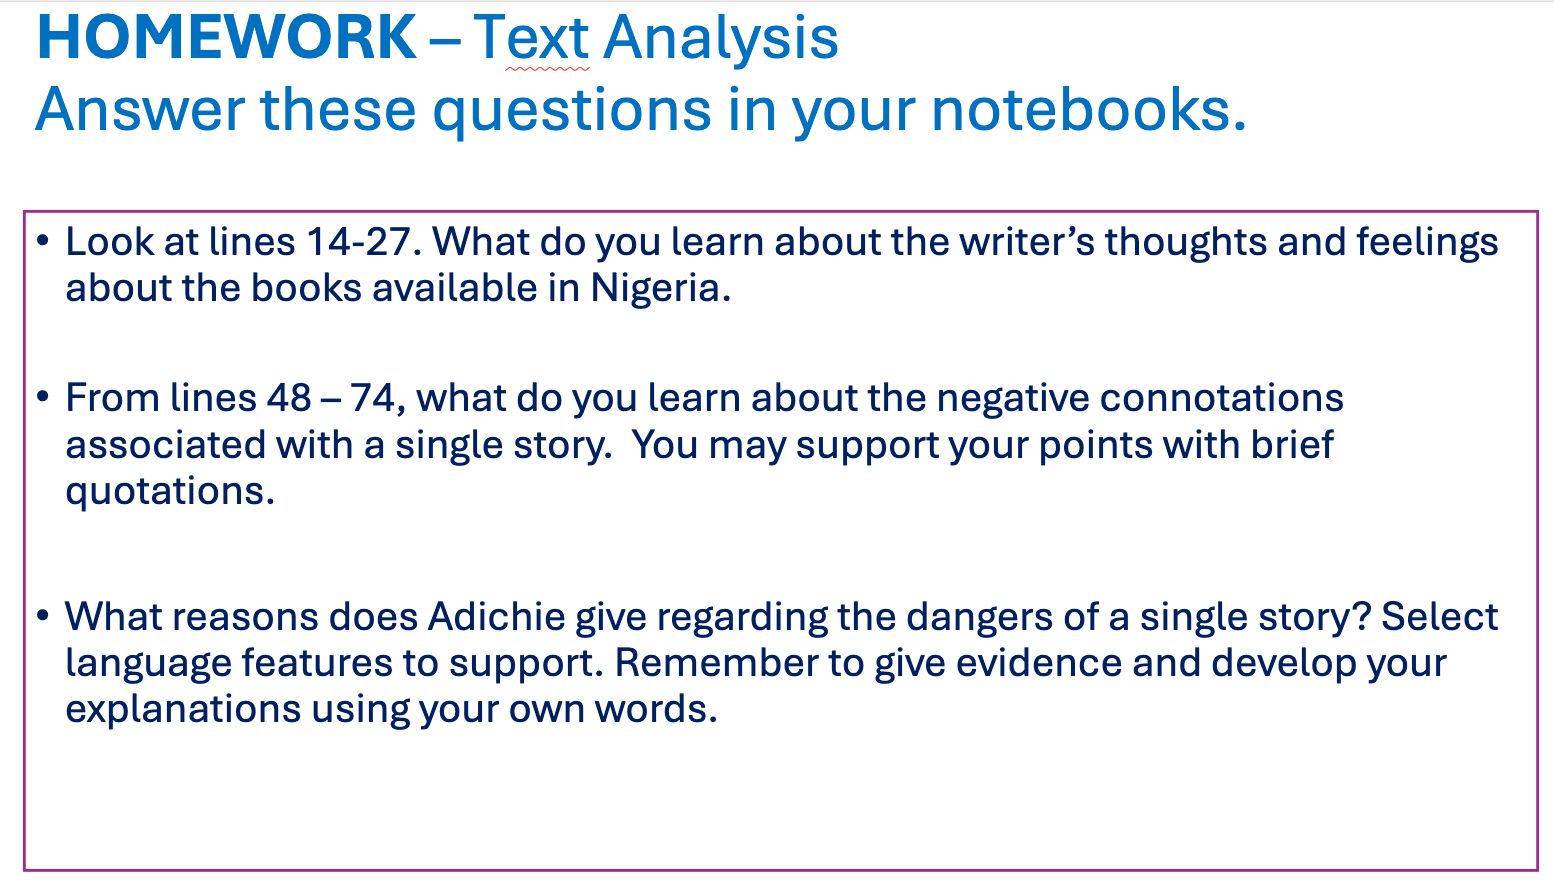 HOMEWORK – Text Analysis
Answer these questions in your notebooks.
• Look at lines 14-27. What do you learn about the writer’s thoughts and feelings
about the books available in Nigeria.
• From lines 48 – 74, what do you learn about the negative connotations
associated with a single story.  You may support your points with brief
quotations.
• What reasons does Adichie give regarding the dangers of a single story? Select
language features to support. Remember to give evidence and develop your
explanations using your own words.